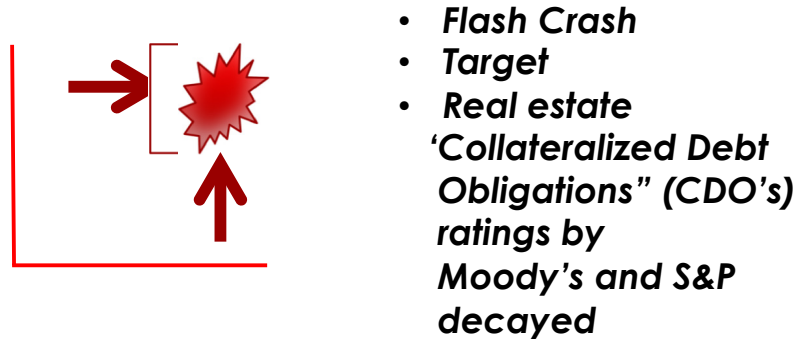 • Flash Crash
• Target
• Real estate
‘Collateralized Debt
Obligations” (CDO’s)
ratings by
Moody’s and S&P
decayed